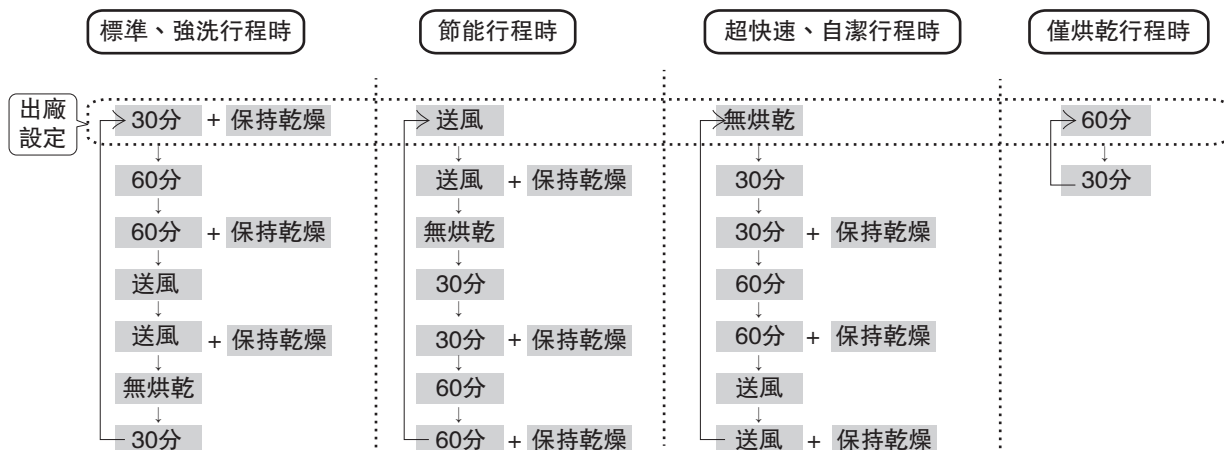 標準、強洗行程時
節能行程時
超快速、自潔行程時
僅烘乾行程時
出廠
設定
30分 + 保持乾燥
60分
60分 + 保持乾燥
送風
送風 + 保持乾燥
無烘乾
30分
送風
送風 + 保持乾燥
無烘乾
30分
30分 + 保持乾燥
60分
60分 + 保持乾燥
無烘乾
30分
30分 + 保持乾燥
60分
60分 + 保持乾燥
送風
送風 + 保持乾燥
60分
30分